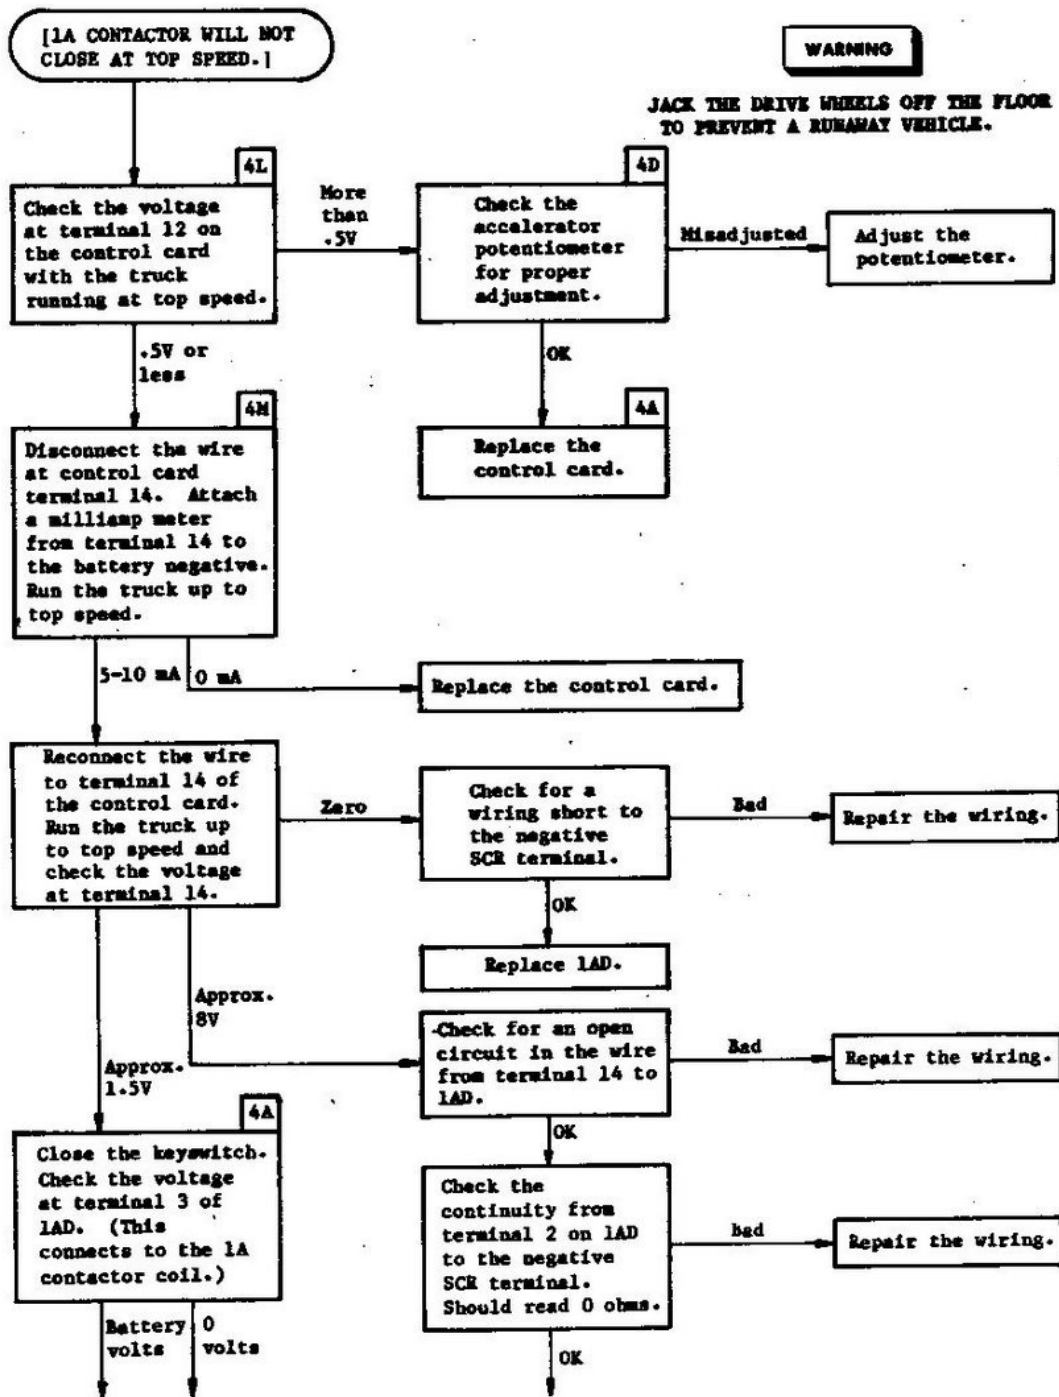 [1A CONTACTOR WILL NOT
CLOSE AT TOP SPEED.]
WARNING
JACK THE DRIVE WHEELS OFF THE FLOOR
TO PREVENT A RUNAWAY VEHICLE.
4L
Check the voltage
at terminal 12 on
the control card
with the truck
running at top speed.
More
than
.5V
4D
Check the
accelerator
potentiometer
for proper
adjustment.
Misadjusted
Adjust the
potentiometer.
.5V or
less
OK
4A
Replace the
control card.
4M
Disconnect the wire
at control card
terminal 14. Attach
a milliamp meter
from terminal 14 to
the battery negative.
Run the truck up to
top speed.
5-10 mA
0 mA
Replace the control card.
Reconnect the wire
to terminal 14 of
the control card.
Run the truck up
to top speed and
check the voltage
at terminal 14.
Zero
Check for a
wiring short to
the negative
SCR terminal.
Bad
Repair the wiring.
OK
Replace 1AD.
Approx.
8V
Check for an open
circuit in the wire
from terminal 14 to
1AD.
Bad
Repair the wiring.
Approx.
1.5V
OK
4A
Close the keyswitch.
Check the voltage
at terminal 3 of
1AD. (This
connects to the 1A
contactor coil.)
Check the
continuity from
terminal 2 on 1AD
to the negative
SCR terminal.
Should read 0 ohms.
Bad
Repair the wiring.
Battery
volts
0
volts
OK